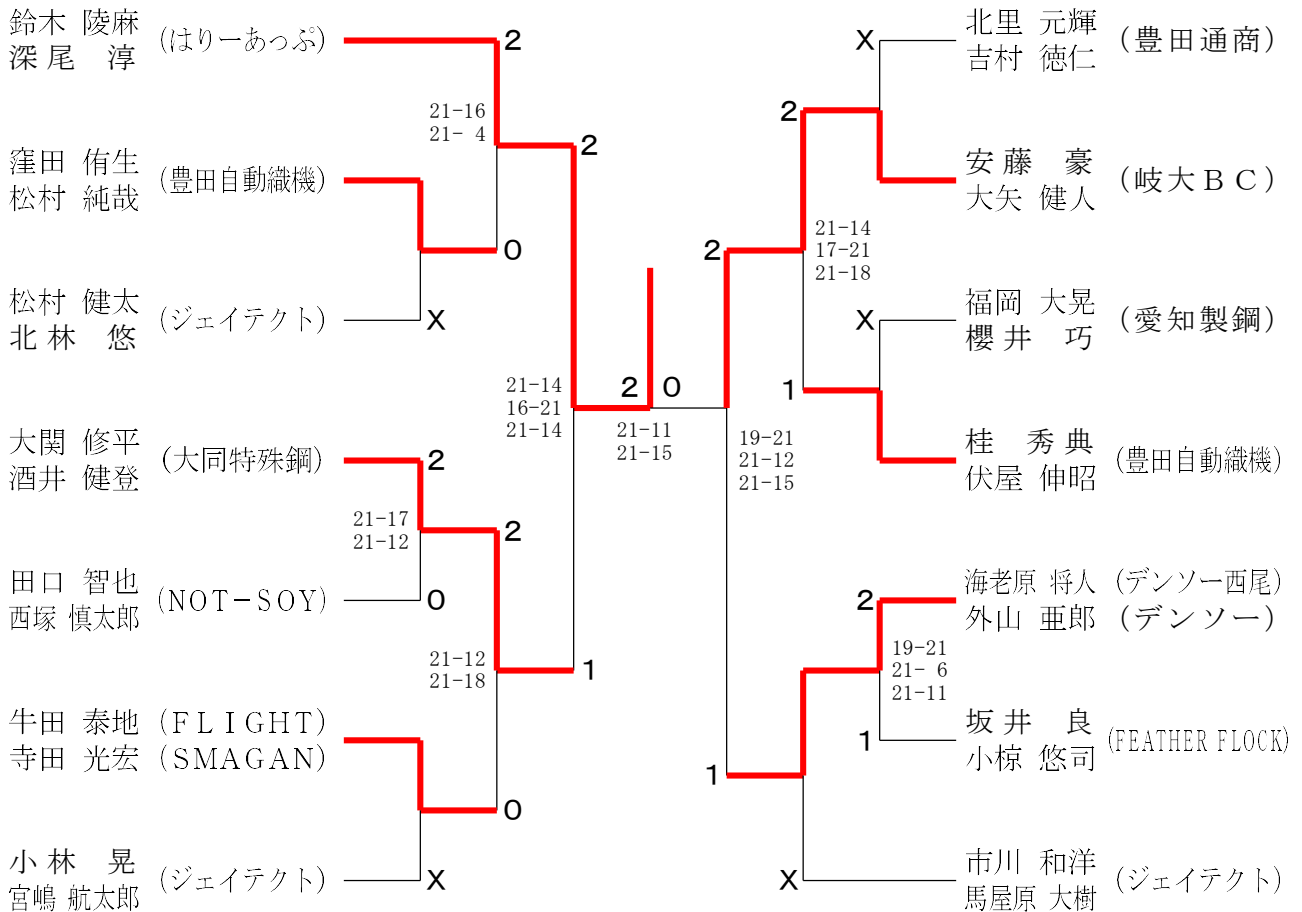 鈴木 陵麻
深尾 淳
(はりーあっぷ)
2
21-16
21- 4
窪田 侑生
松村 純哉
(豊田自動織機)
0
松村 健太
北林 悠
(ジェイテクト)
X
2
21-14
16-21
21-14
大関 修平
酒井 健登
(大同特殊鋼)
2
21-17
21-12
田口 智也
西塚 慎太郎
(NOT-SOY)
0
2
21-12
21-18
1
牛田 泰地 (FLIGHT)
寺田 光宏 (SMAGAN)
0
小林 晃
宮嶋 航太郎
(ジェイテクト)
X
2 0
21-11
21-15
北里 元輝
吉村 徳仁
(豊田通商)
X
2
安藤 豪
大矢 健人
(岐大BC)
21-14
17-21
21-18
2
福岡 大晃
櫻井 巧
(愛知製鋼)
X
1
桂 秀典
伏屋 伸昭
(豊田自動織機)
19-21
21-12
21-15
海老原 将人 (デンソー西尾)
外山 亜郎 (デンソー)
2
19-21
21- 6
21-11
坂井 良
小椋 悠司
(FEATHER FLOCK)
1
1
市川 和洋
馬屋原 大樹
(ジェイテクト)
X